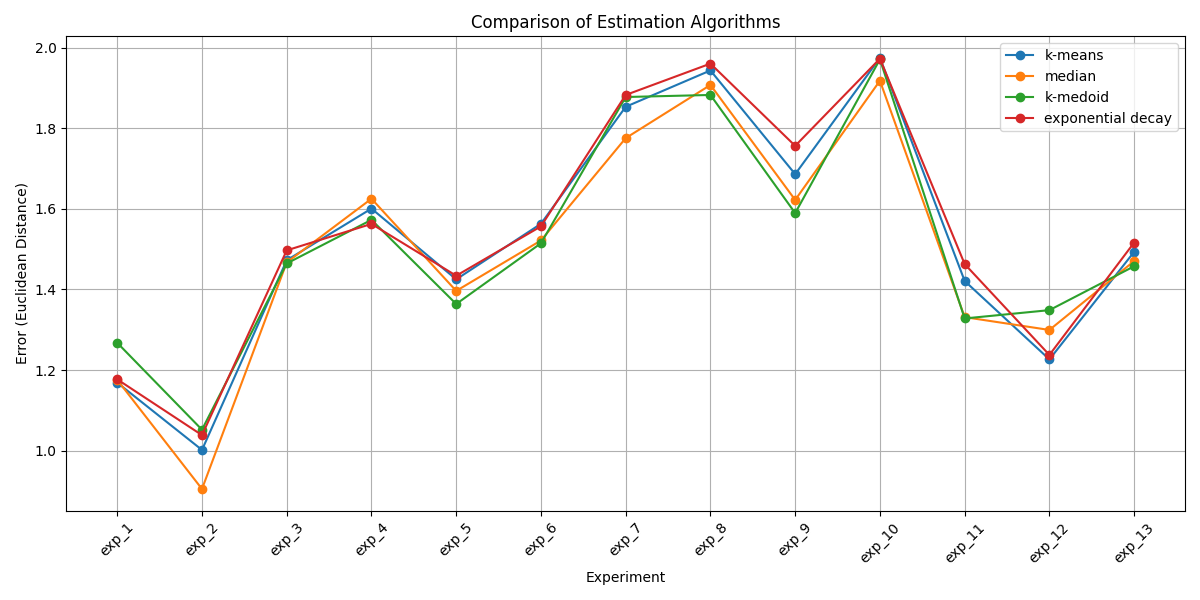 Comparison of Estimation Algorithms
k-means
median
k-medoid
exponential decay
Error (Euclidean Distance)
2.0
1.8
1.6
1.4
1.2
1.0
exp_1
exp_2
exp_3
exp_4
exp_5
exp_6
exp_7
exp_8
exp_9
exp_10
exp_11
exp_12
exp_13
Experiment